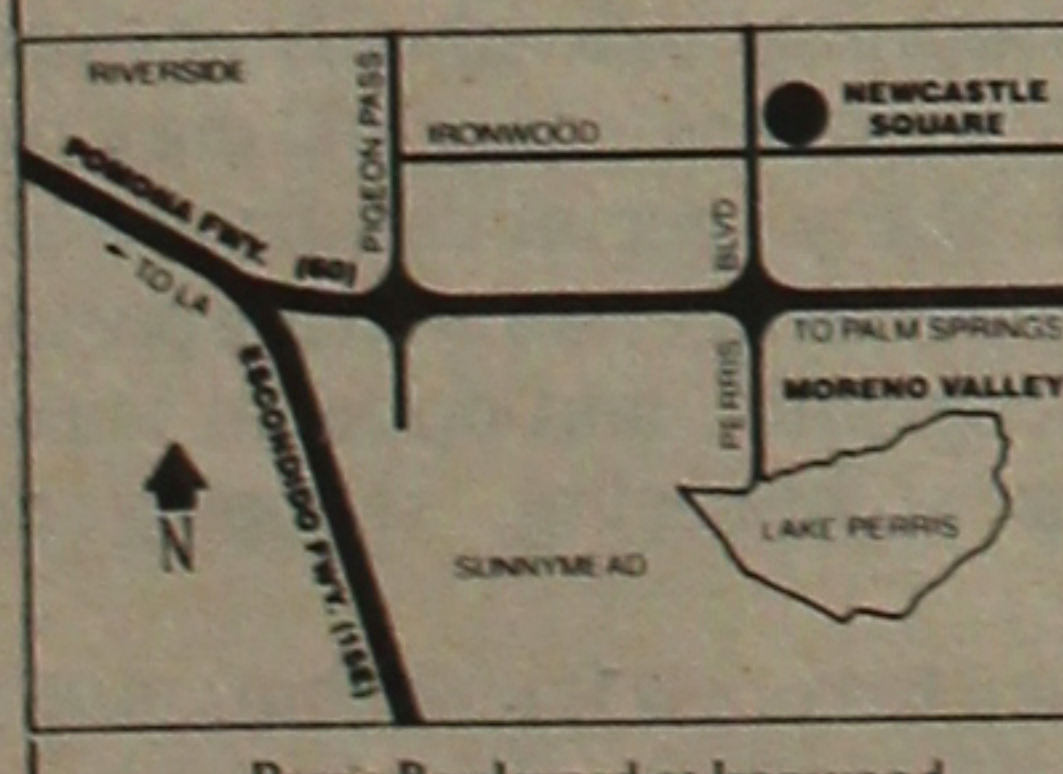 RIVERSIDE
PIGEON PASS
IRONWOOD
NEWCASTLE
SQUARE
POMONA FWY. (60)
TO LA
BLVD
TO PALM SPRINGS
PERRIS
MORENO VALLEY
ESCONDIDO FWY. (195)
N
LAKE PERRIS
SUNNYMEAD